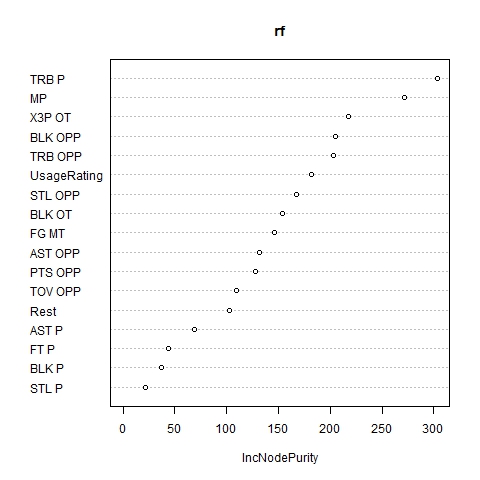 rf
TRB P
MP
X3P OT
BLK OPP
TRB OPP
UsageRating
STL OPP
BLK OT
FG MT
AST OPP
PTS OPP
TOV OPP
Rest
AST P
FT P
BLK P
STL P
0 50 100 150 200 250 300
IncNodePurity